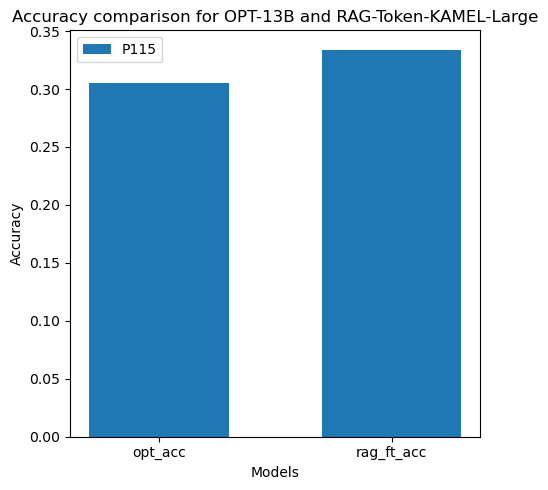 Accuracy comparison for OPT-13B and RAG-Token-KAMEL-Large
P115
0.35
0.30
0.25
0.20
0.15
0.10
0.05
0.00
Accuracy
opt_acc rag_ft_acc
Models